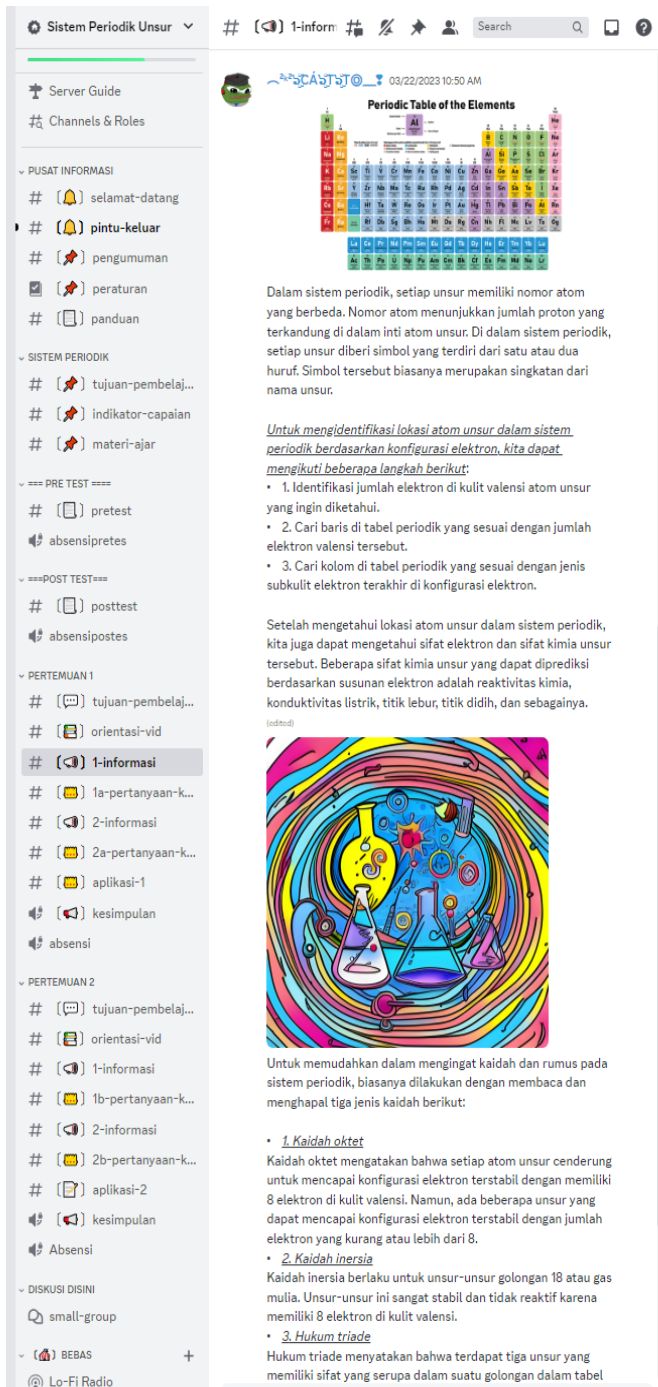 Sistem Periodik Unsur
Server Guide
Channels & Roles
PUSAT INFORMASI
selamat-datang
pintu-keluar
pengumuman
peraturan
panduan
SISTEM PERIODIK
tujuan-pembelaj...
indikator-capaian
materi-ajar
=== PRE TEST ====
pretest
absensipretes
===POST TEST===
posttest
absensipostes
PERTEMUAN 1
tujuan-pembelaj...
orientasi-vid
1-informasi
1a-pertanyaan-k...
2-informasi
2a-pertanyaan-k...
aplikasi-1
kesimpulan
absensi
PERTEMUAN 2
tujuan-pembelaj...
orientasi-vid
1-informasi
1b-pertanyaan-k...
2-informasi
2b-pertanyaan-k...
aplikasi-2
kesimpulan
Absensi
DISKUSI DISINI
small-group
BEBAS
Lo-Fi Radio
1-inforn
Search
03/22/2023 10:50 AM
Periodic Table of the Elements
Dalam sistem periodik, setiap unsur memiliki nomor atom
yang berbeda. Nomor atom menunjukkan jumlah proton yang
terkandung di dalam inti atom unsur. Di dalam sistem periodik,
setiap unsur diberi simbol yang terdiri dari satu atau dua
huruf. Simbol tersebut biasanya merupakan singkatan dari
nama unsur.
Untuk mengidentifikasi lokasi atom unsur dalam sistem
periodik berdasarkan konfigurasi elektron, kita dapat
mengikuti beberapa langkah berikut:
• 1. Identifikasi jumlah elektron di kulit valensi atom unsur
yang ingin diketahui.
• 2. Cari baris di tabel periodik yang sesuai dengan jumlah
elektron valensi tersebut.
• 3. Cari kolom di tabel periodik yang sesuai dengan jenis
subkulit elektron terakhir di konfigurasi elektron.
Setelah mengetahui lokasi atom unsur dalam sistem periodik,
kita juga dapat mengetahui sifat elektron dan sifat kimia unsur
tersebut. Beberapa sifat kimia unsur yang dapat diprediksi
berdasarkan susunan elektron adalah reaktivitas kimia,
konduktivitas listrik, titik lebur, titik didih, dan sebagainya.
(edited)
Untuk memudahkan dalam mengingat kaidah dan rumus pada
sistem periodik, biasanya dilakukan dengan membaca dan
menghapal tiga jenis kaidah berikut:
• 1. Kaidah oktet
Kaidah oktet mengatakan bahwa setiap atom unsur cenderung
untuk mencapai konfigurasi elektron terstabil dengan memiliki
8 elektron di kulit valensi. Namun, ada beberapa unsur yang
dapat mencapai konfigurasi elektron terstabil dengan jumlah
elektron yang kurang atau lebih dari 8.
• 2. Kaidah inersia
Kaidah inersia berlaku untuk unsur-unsur golongan 18 atau gas
mulia. Unsur-unsur ini sangat stabil dan tidak reaktif karena
memiliki 8 elektron di kulit valensi.
• 3. Hukum triade
Hukum triade menyatakan bahwa terdapat tiga unsur yang
memiliki sifat yang serupa dalam suatu golongan dalam tabel